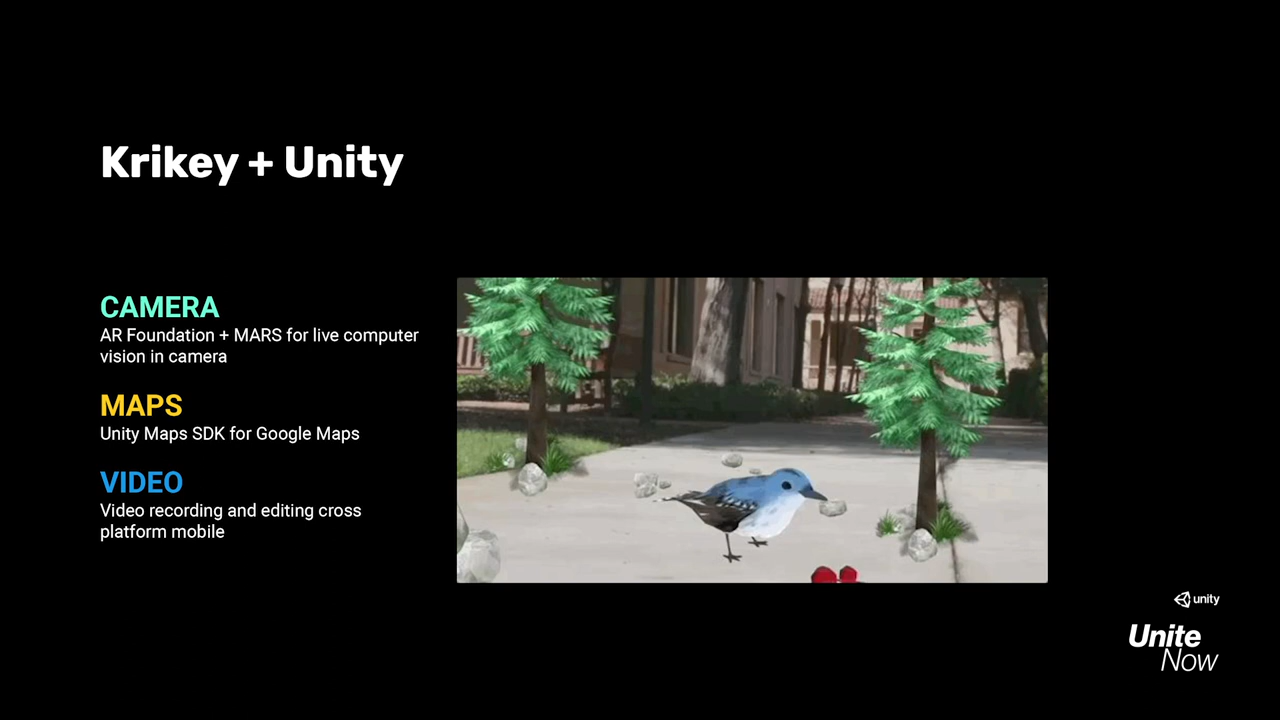 Krikey + Unity
CAMERA
AR Foundation + MARS for live computer
vision in camera
MAPS
Unity Maps SDK for Google Maps
VIDEO
Video recording and editing cross
platform mobile
unity
Unite
Now